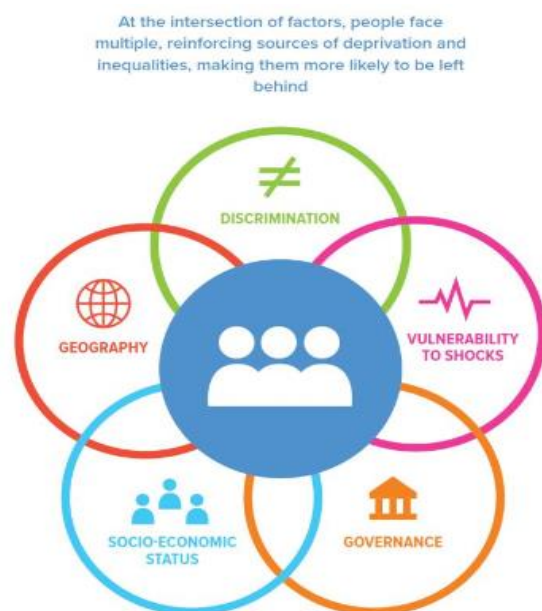 At the intersection of factors, people face
multiple, reinforcing sources of deprivation and
inequalities, making them more likely to be left
behind
DISCRIMINATION
GEOGRAPHY
VULNERABILITY
TO SHOCKS
SOCIO-ECONOMIC
STATUS
GOVERNANCE